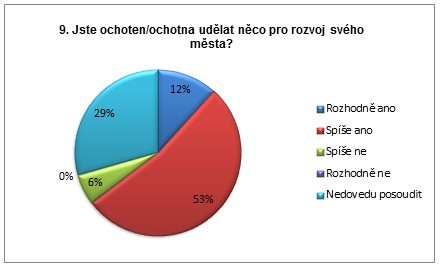 9. Jste ochoten/ochotna udělat něco pro rozvoj svého
města?
12%
53%
6%
0%
29%
Rozhodně ano
Spíše ano
Spíše ne
Rozhodně ne
Nedovedu posoudit